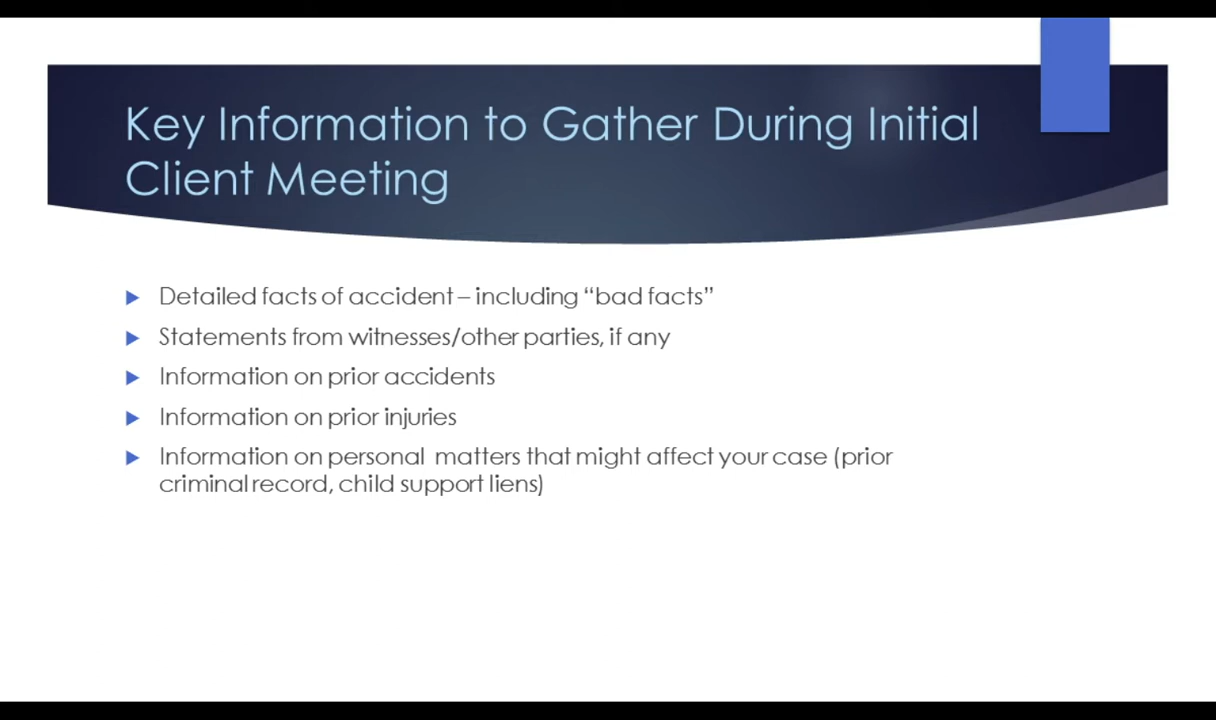 Key Information to Gather During Initial
Client Meeting
Detailed facts of accident – including “bad facts”
Statements from witnesses/other parties, if any
Information on prior accidents
Information on prior injuries
Information on personal matters that might affect your case (prior
criminal record, child support liens)